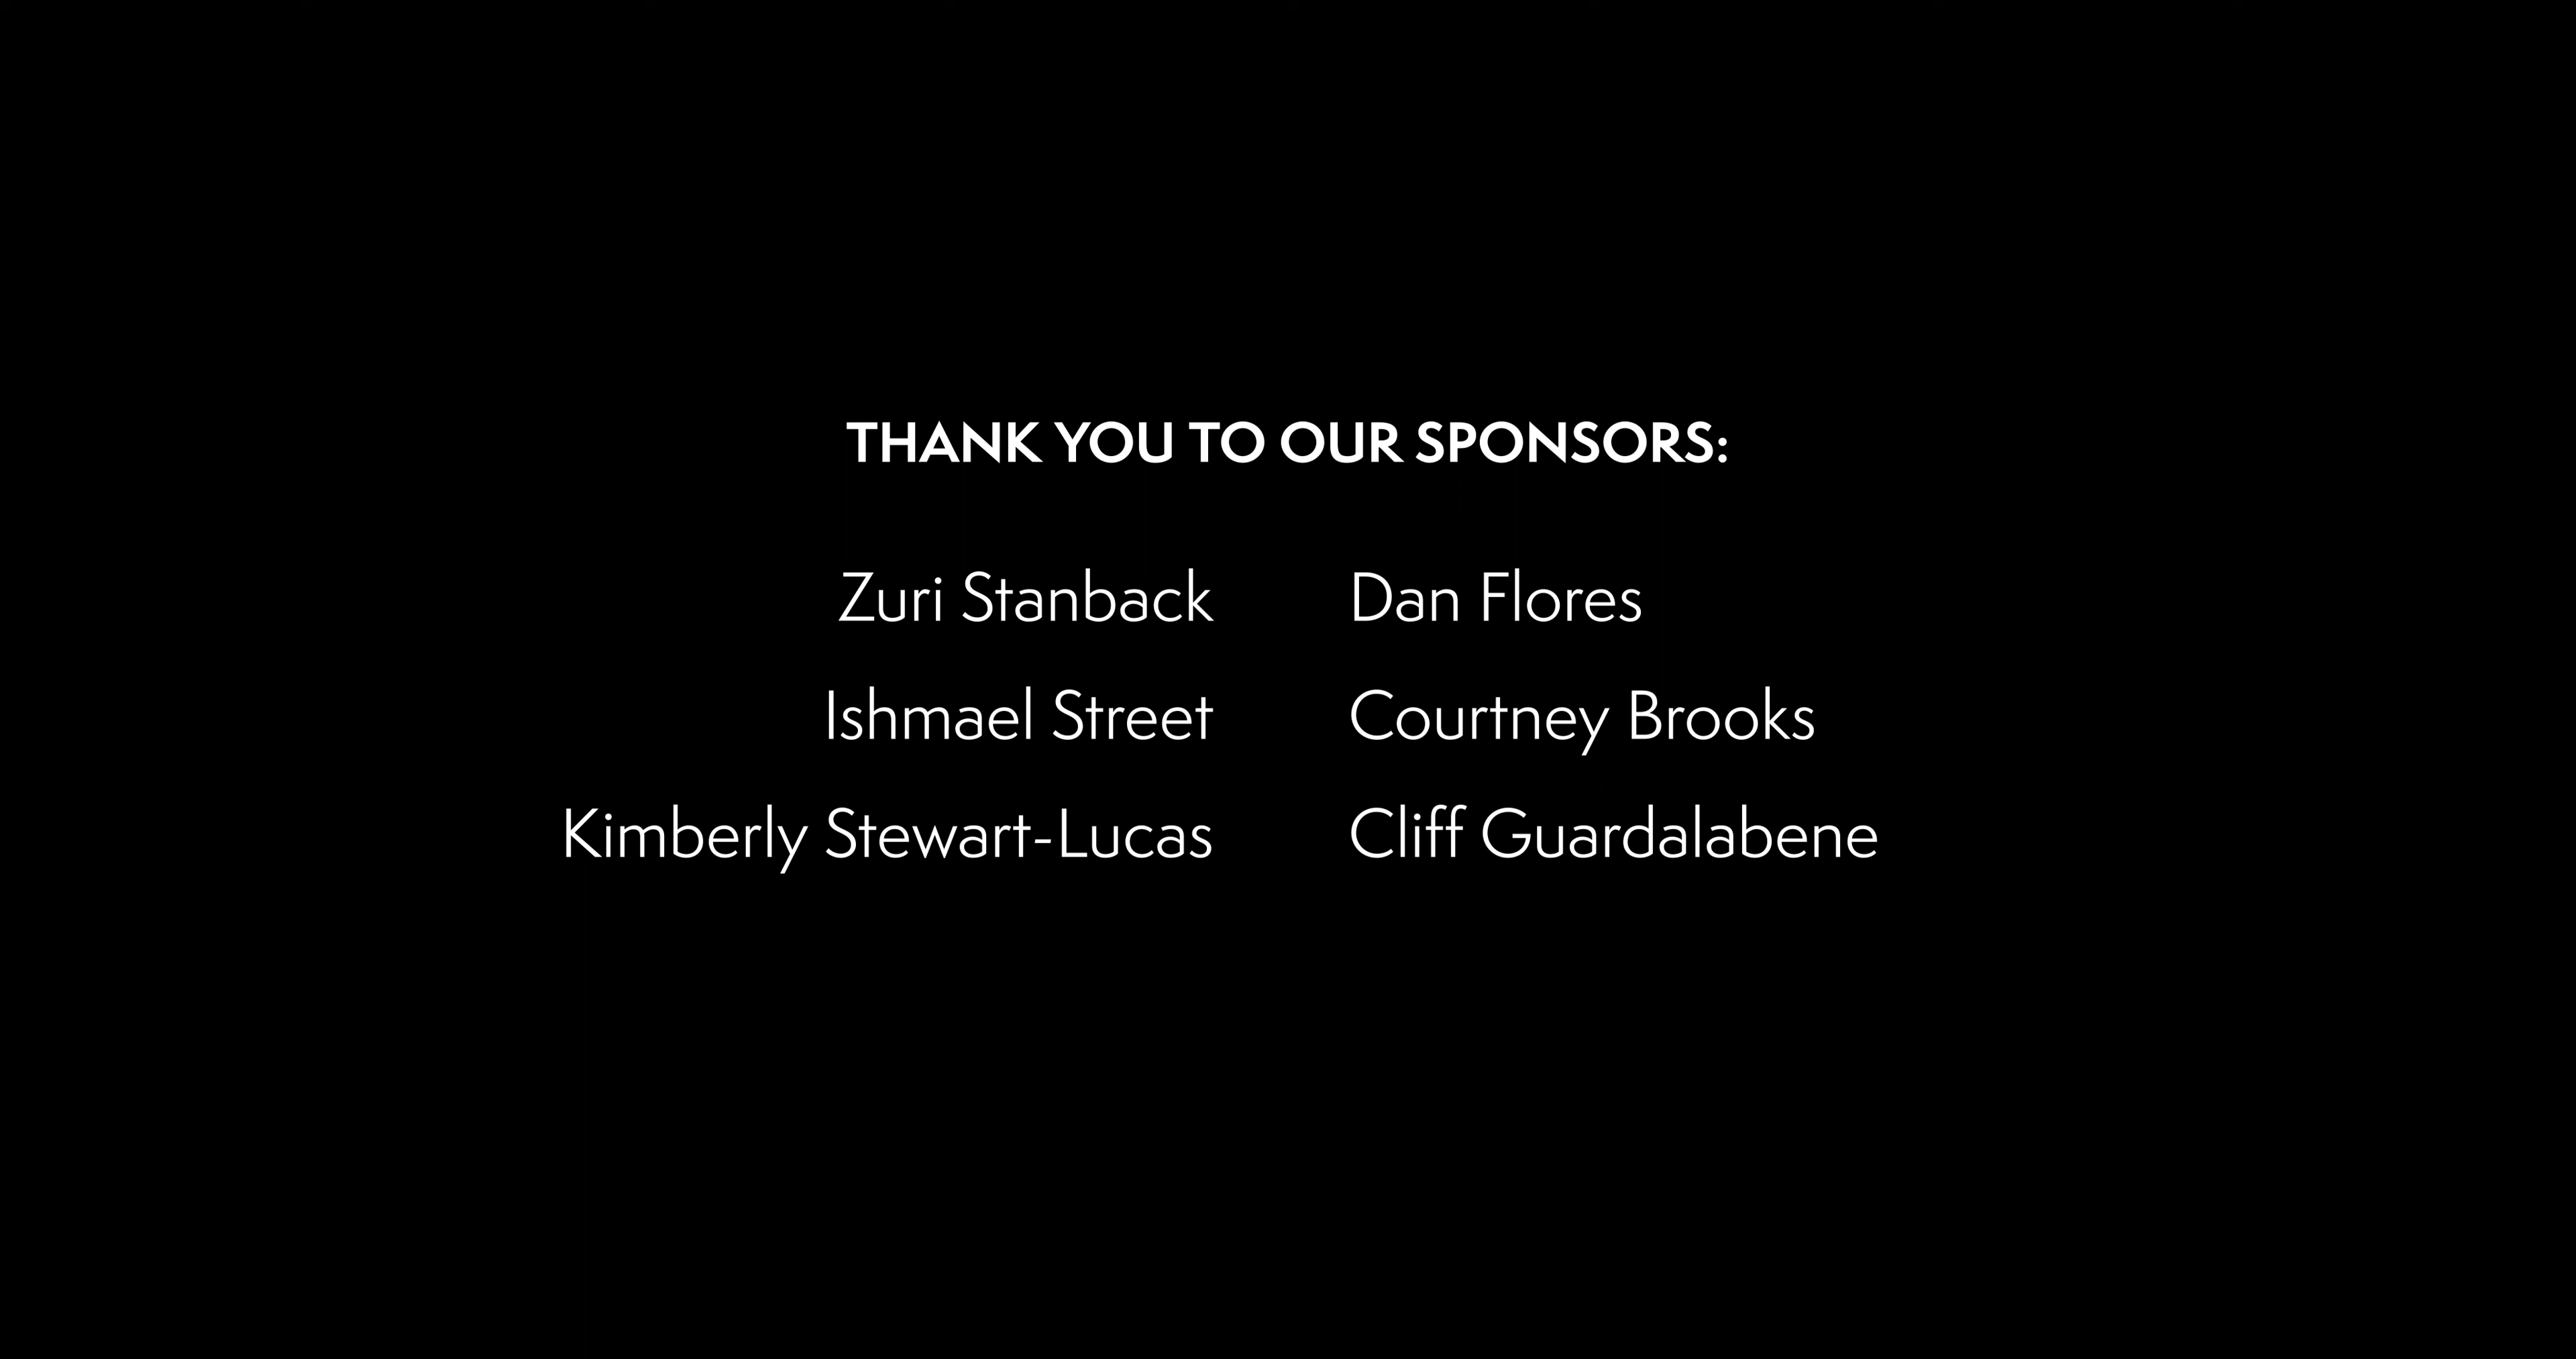 THANK YOU TO OUR SPONSORS:
Zuri Stanback Dan Flores
Ishmael Street Courtney Brooks
Kimberly Stewart-Lucas Cliff Guardalabene